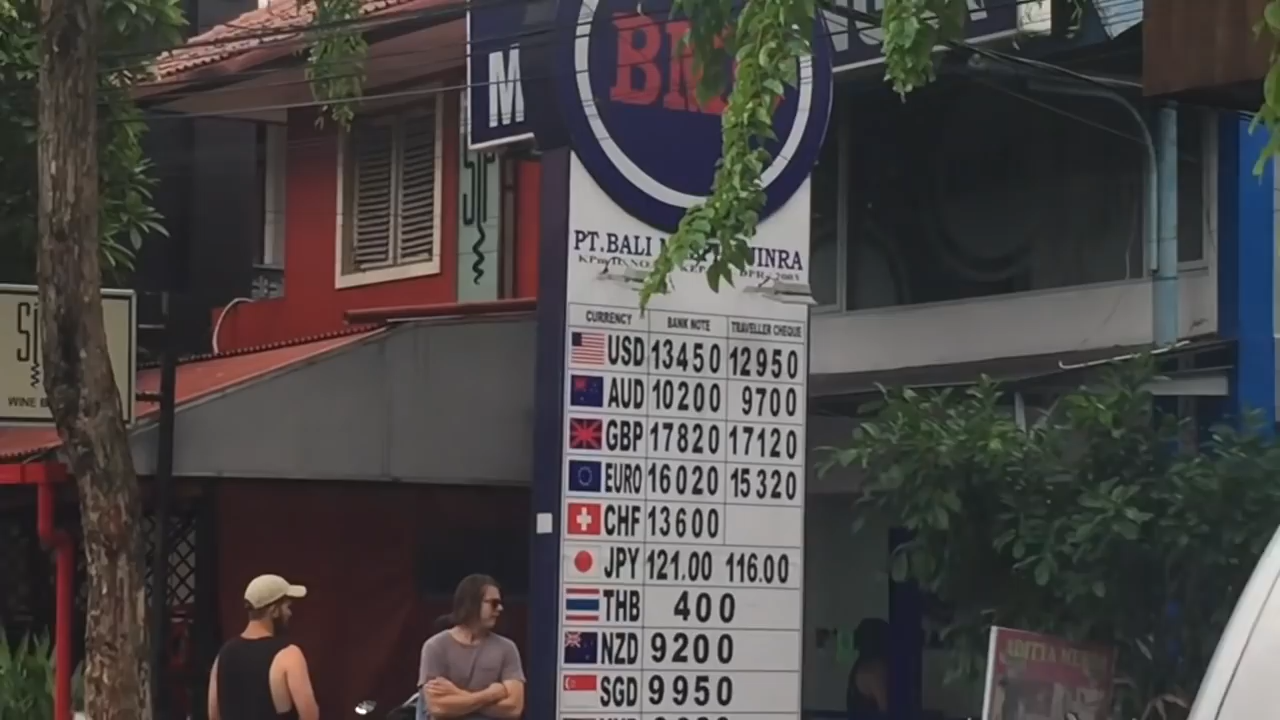 M
PT.BALI
CURRENCY BANK NOTE TRAVELLER CHEQUE
USD 13450 12950
AUD 10200 9700
GBP 17820 17120
EURO 16020 15320
CHF 13600
JPY 121.00 116.00
THB 400
NZD 9200
SGD 9950
WINE
ADITTA